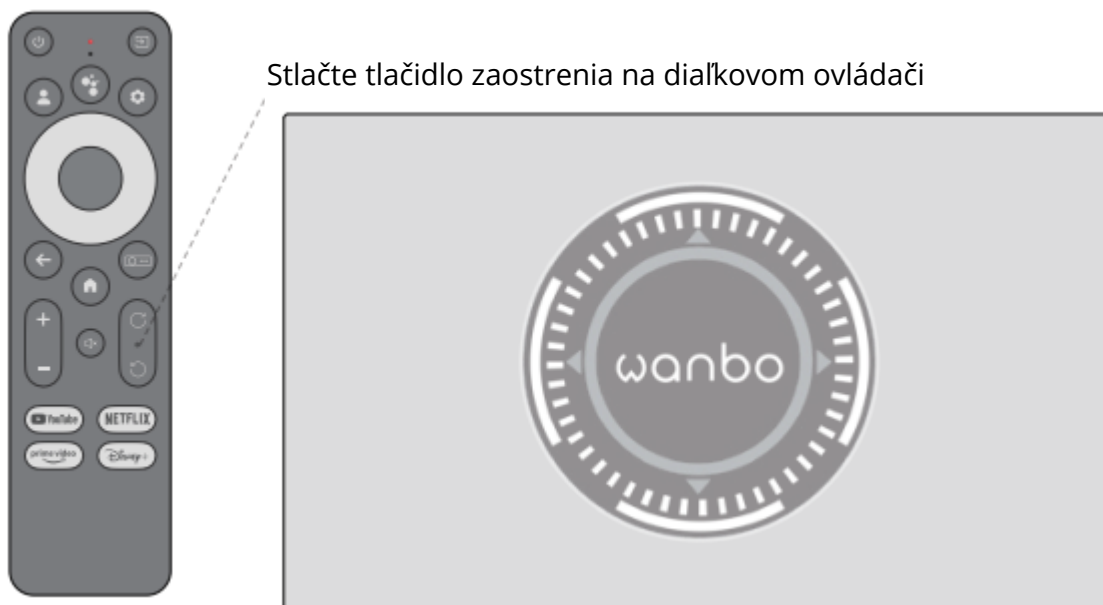 Stlačte tlačidlo zaostrenia na diaľkovom ovládači
wanbo
YouTube
NETFLIX
prime video
Disney+